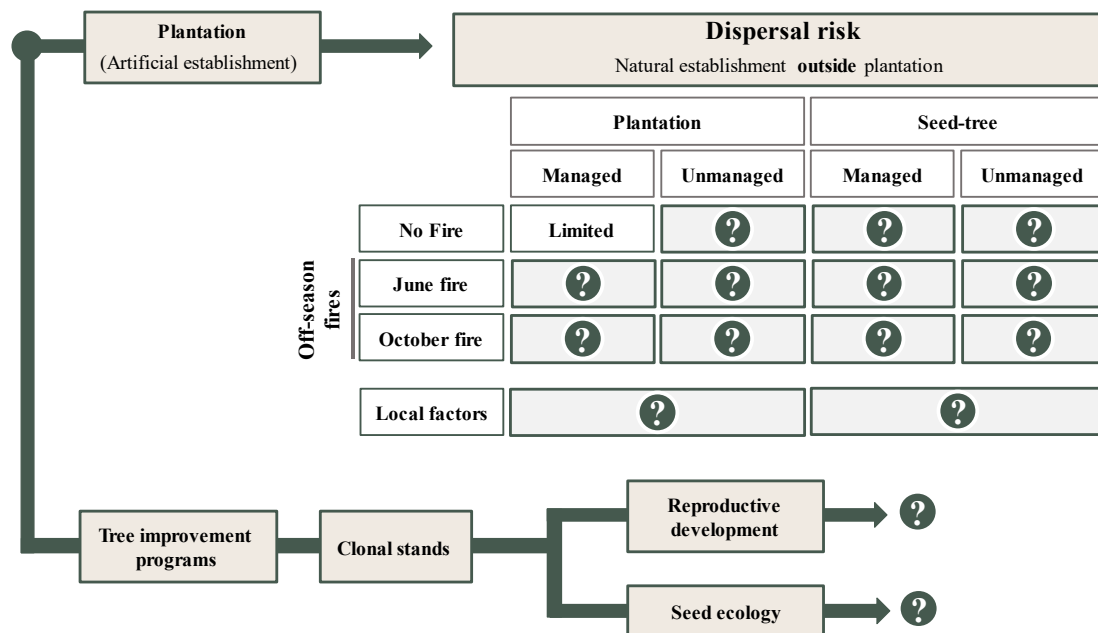 Plantation
(Artificial establishment)
Dispersal risk
Natural establishment outside plantation
Plantation
Seed-tree
Managed
Unmanaged
Managed
Unmanaged
No Fire
Limited
?
?
?
Off-season
fires
June fire
?
?
?
?
October fire
?
?
?
?
Local factors
?
?
Tree improvement
programs
Clonal stands
Reproductive
development
?
Seed ecology
?